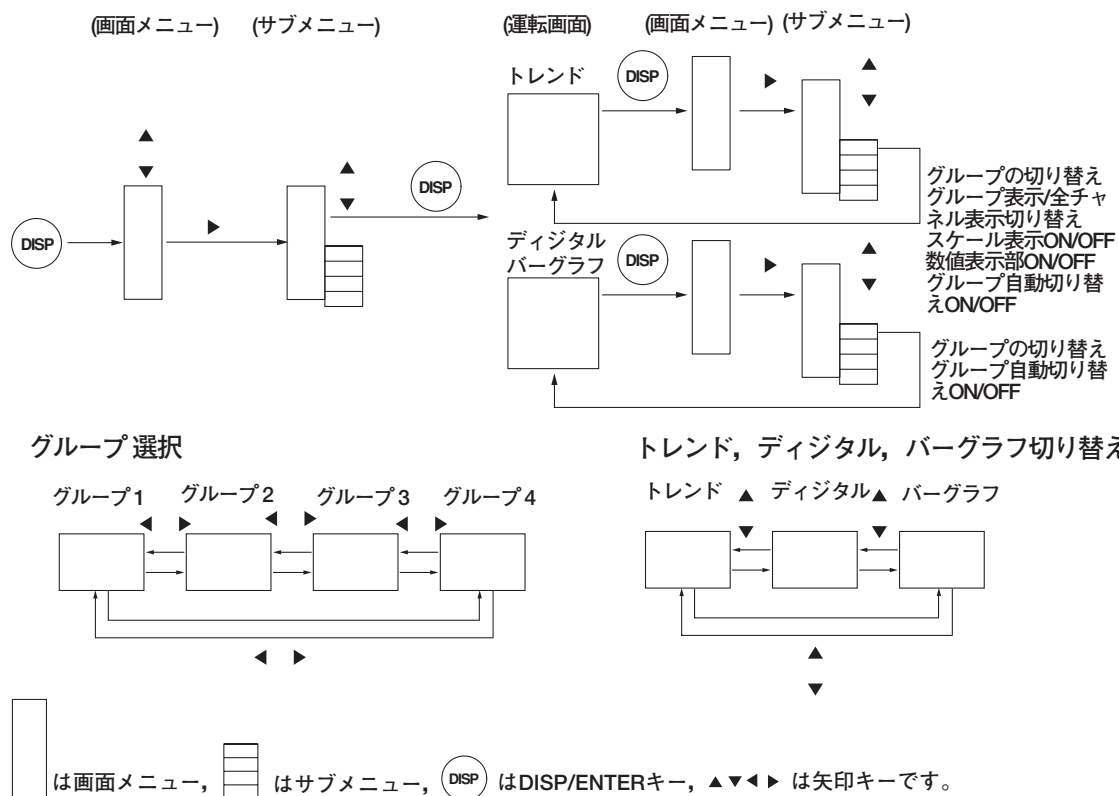 (画面メニュー) (サブメニュー)
DISP
DISP
(運転画面) (画面メニュー) (サブメニュー)
トレンド
DISP
グループの切り替え
グループ表示/全チャ
ネル表示切り替え
スケール表示ON/OFF
数値表示部ON/OFF
グループ自動切り替
えON/OFF
ディジタル
バーグラフ
DISP
グループの切り替え
グループ自動切り替
えON/OFF
グループ 選択
グループ1 グループ2 グループ3 グループ4
トレンド，ディジタル，バーグラフ切り替え
トレンド ディジタル バーグラフ
は画面メニュー， はサブメニュー， DISP はDISP/ENTERキー，▲▼◀ ▶ は矢印キーです。